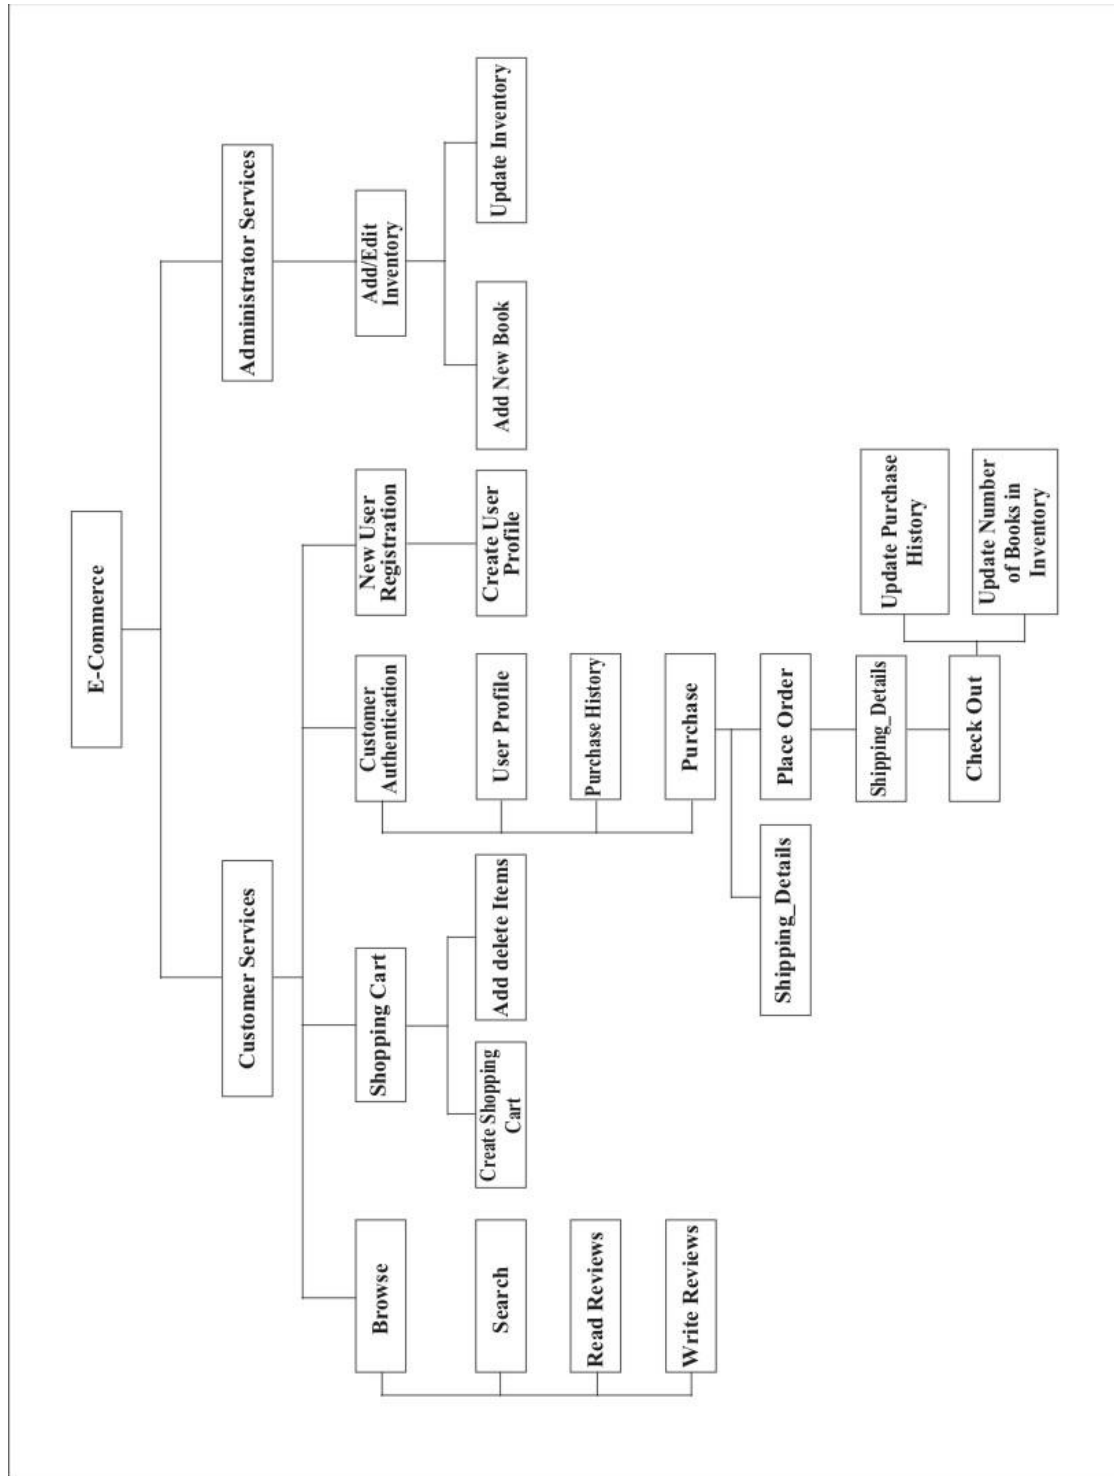 E-Commerce
Customer Services
Administrator Services
Browse
Shopping Cart
Customer
Authentication
New User
Registration
Add/Edit
Inventory
Search
Create Shopping
Cart
Add delete Items
User Profile
Create User
Profile
Add New Book
Update Inventory
Read Reviews
Purchase History
Write Reviews
Purchase
Shipping_Details
Place Order
Shipping_Details
Update Purchase
History
Check Out
Update Number
of Books in
Inventory